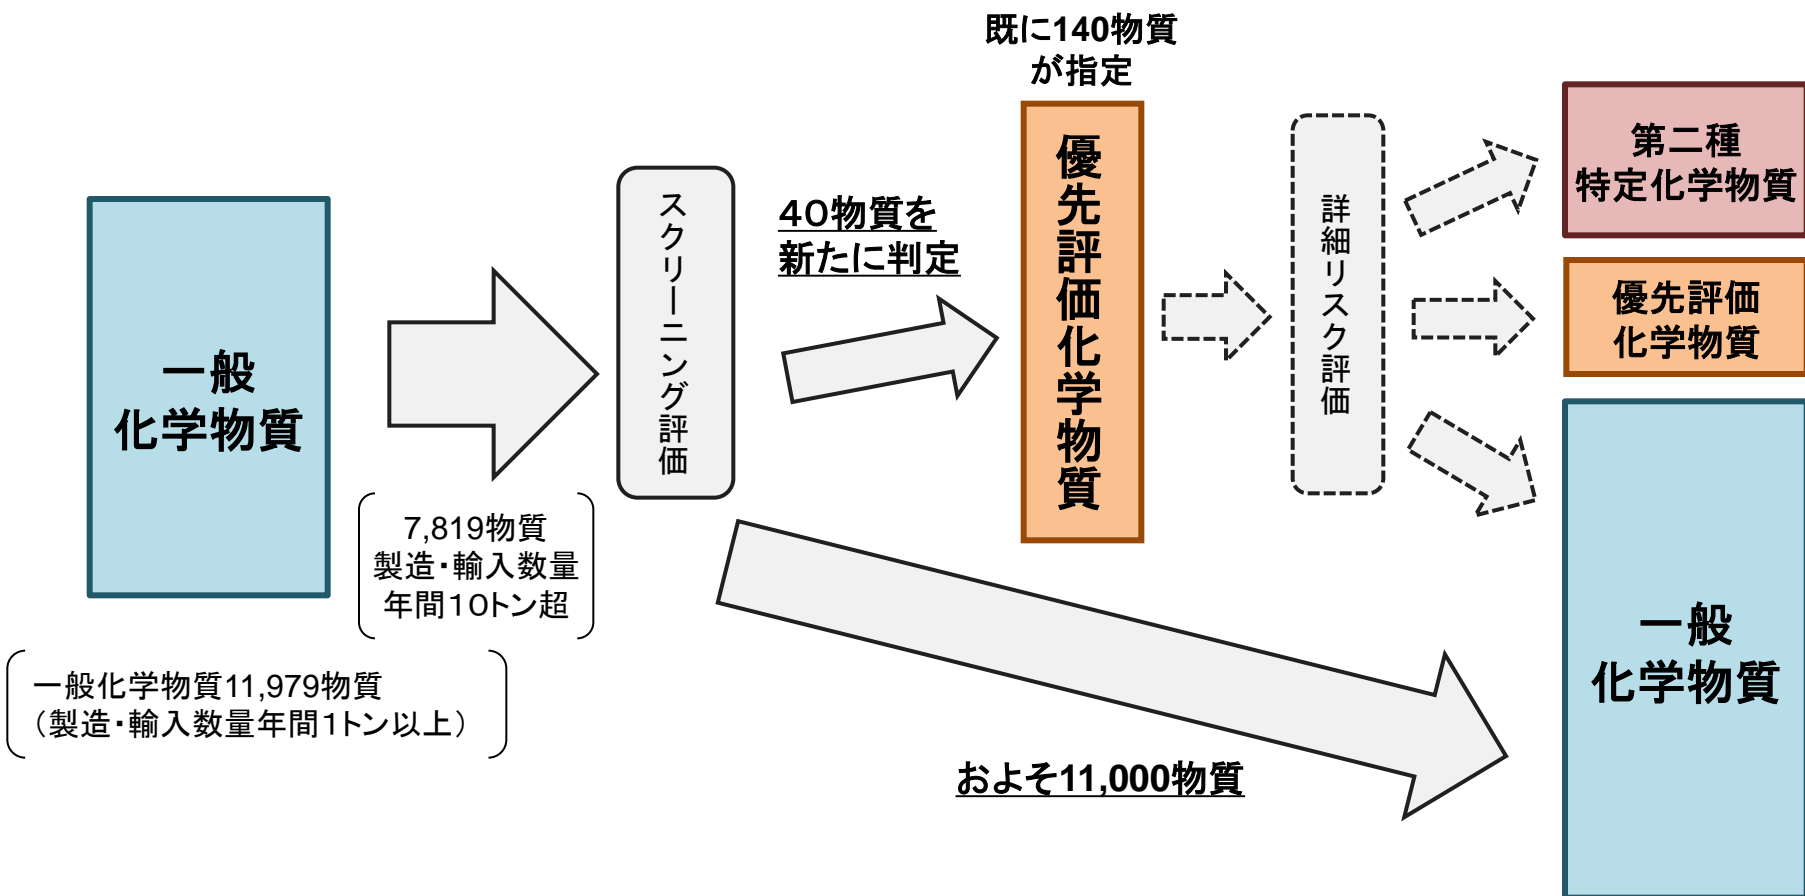 既に140物質
が指定
一般
化学物質
7,819物質
製造・輸入数量
年間10トン超
一般化学物質11,979物質
（製造・輸入数量年間1トン以上）
スクリーニング評価
40物質を
新たに判定
優先評価化学物質
詳細リスク評価
第二種
特定化学物質
優先評価
化学物質
一般
化学物質
およそ11,000物質